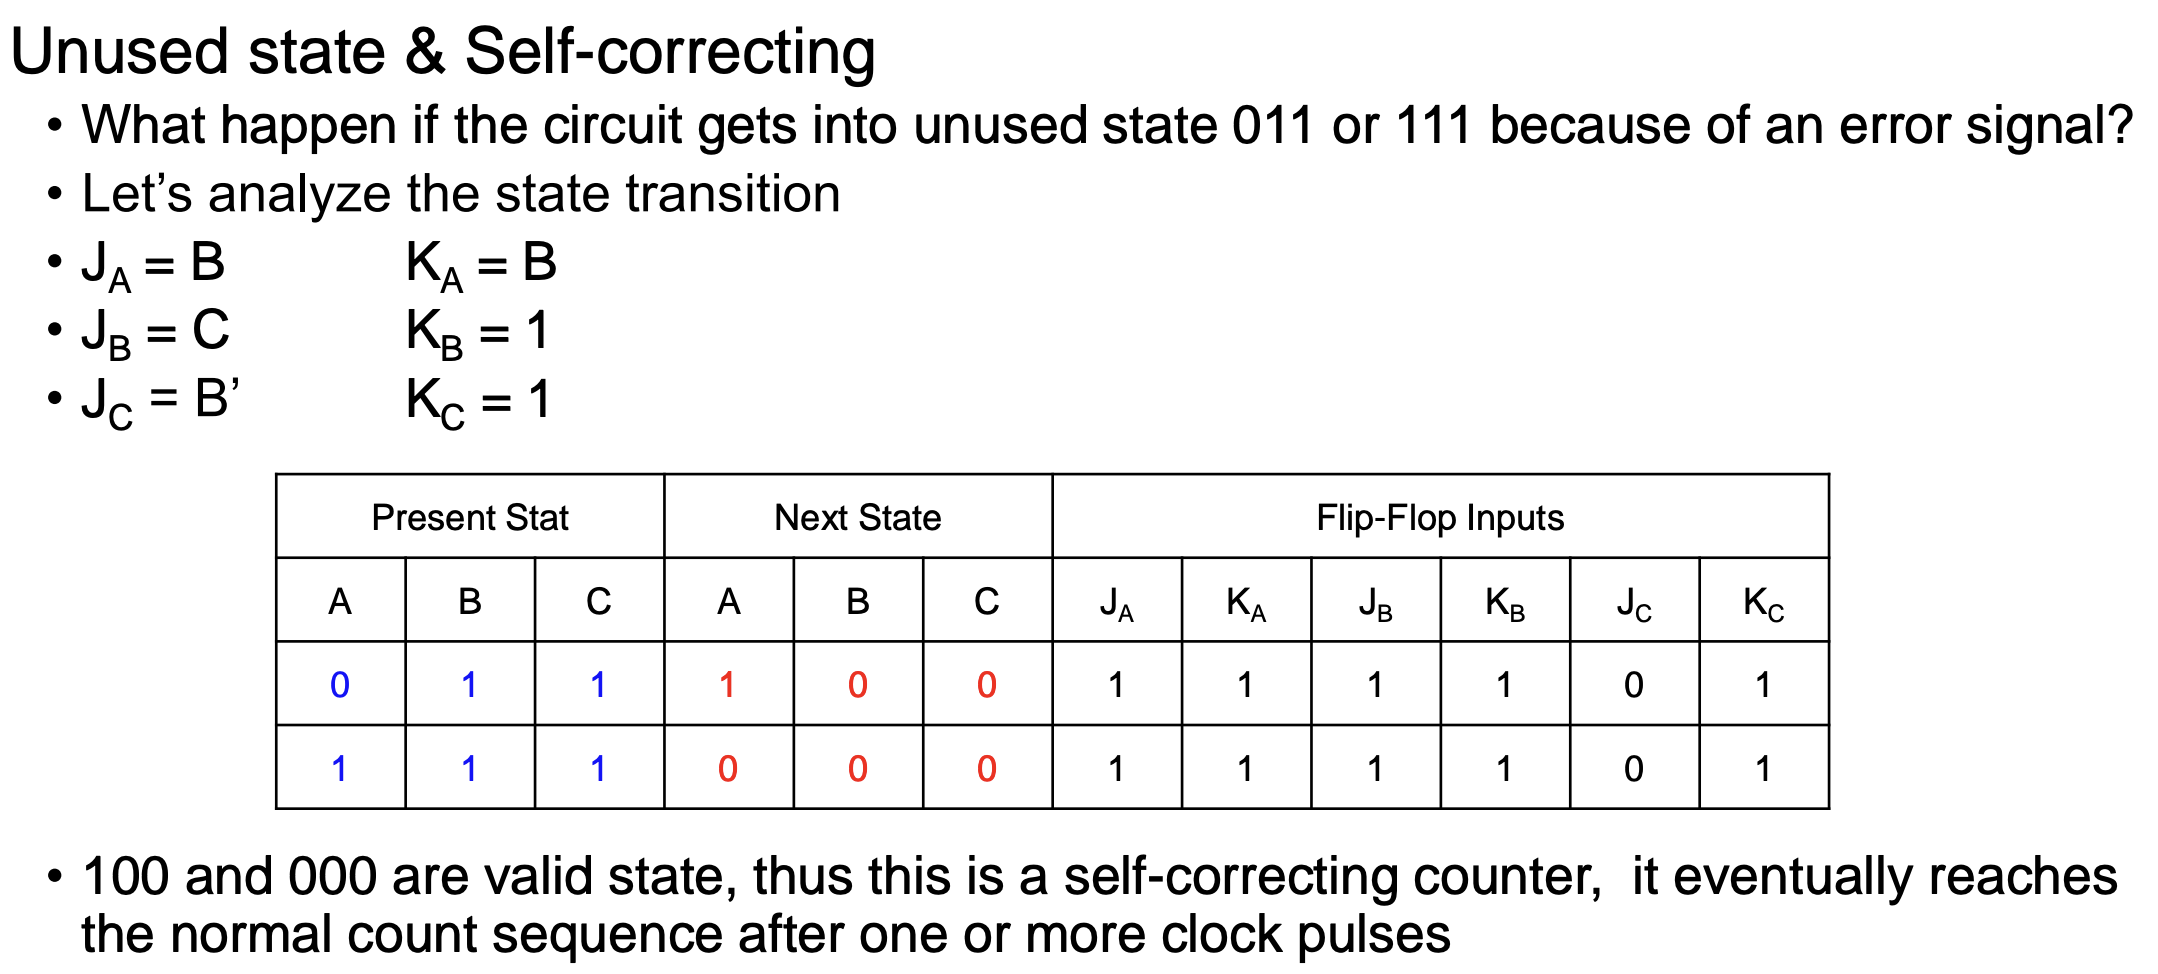 Unused state & Self-correcting
• What happen if the circuit gets into unused state 011 or 111 because of an error signal?
• Let’s analyze the state transition
• J_A = B K_A = B
• J_B = C K_B = 1
• J_C = B’ K_C = 1
Present Stat Next State Flip-Flop Inputs
A B C A B C J_A K_A J_B K_B J_C K_C
0 1 1 1 0 0 1 1 1 1 0 1
1 1 1 0 0 0 1 1 1 1 0 1
• 100 and 000 are valid state, thus this is a self-correcting counter, it eventually reaches
the normal count sequence after one or more clock pulses